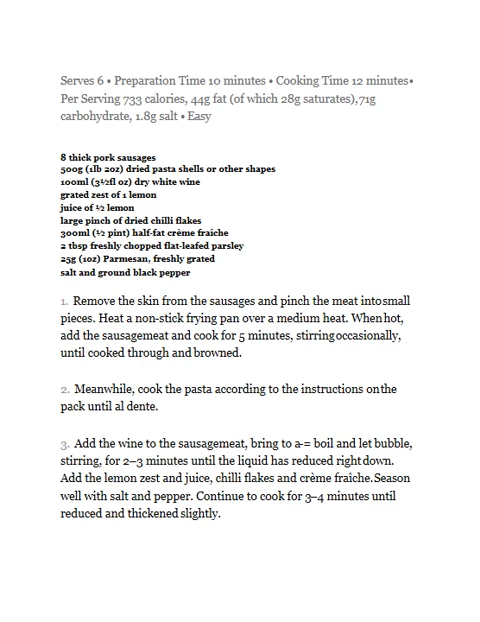 Serves 6 • Preparation Time 10 minutes • Cooking Time 12 minutes•
Per Serving 733 calories, 44g fat (of which 28g saturates),71g
carbohydrate, 1.8g salt • Easy
8 thick pork sausages
500g (1lb 2oz) dried pasta shells or other shapes
100ml (3½fl oz) dry white wine
grated zest of 1 lemon
juice of ½ lemon
large pinch of dried chilli flakes
300ml (½ pint) half-fat crème fraîche
2 tbsp freshly chopped flat-leafed parsley
25g (1oz) Parmesan, freshly grated
salt and ground black pepper
1. Remove the skin from the sausages and pinch the meat into small
pieces. Heat a non-stick frying pan over a medium heat. When hot,
add the sausagemeat and cook for 5 minutes, stirring occasionally,
until cooked through and browned.
2. Meanwhile, cook the pasta according to the instructions on the
pack until al dente.
3. Add the wine to the sausagemeat, bring to a-= boil and let bubble,
stirring, for 2–3 minutes until the liquid has reduced right down.
Add the lemon zest and juice, chilli flakes and crème fraîche. Season
well with salt and pepper. Continue to cook for 3–4 minutes until
reduced and thickened slightly.